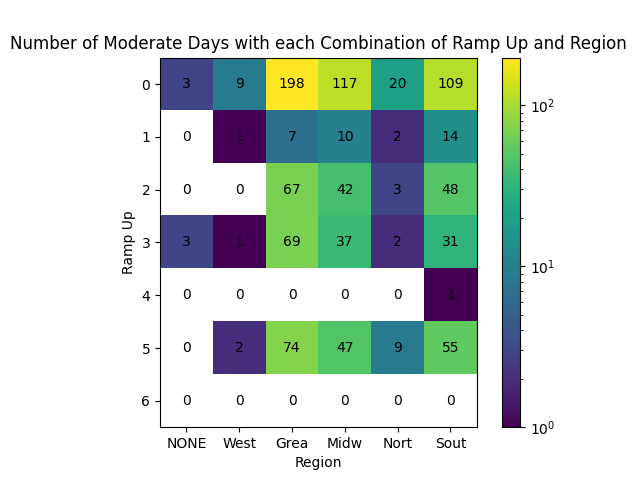 Number of Moderate Days with each Combination of Ramp Up and Region
0 3 9 198 117 20 109
1 0 1 7 10 2 14
2 0 0 67 42 3 48
3 3 1 69 37 2 31
4 0 0 0 0 0 1
5 0 2 74 47 9 55
6 0 0 0 0 0 0
NONE West Grea Midw Nort Sout
Region
Ramp Up
10²
10¹
10⁰